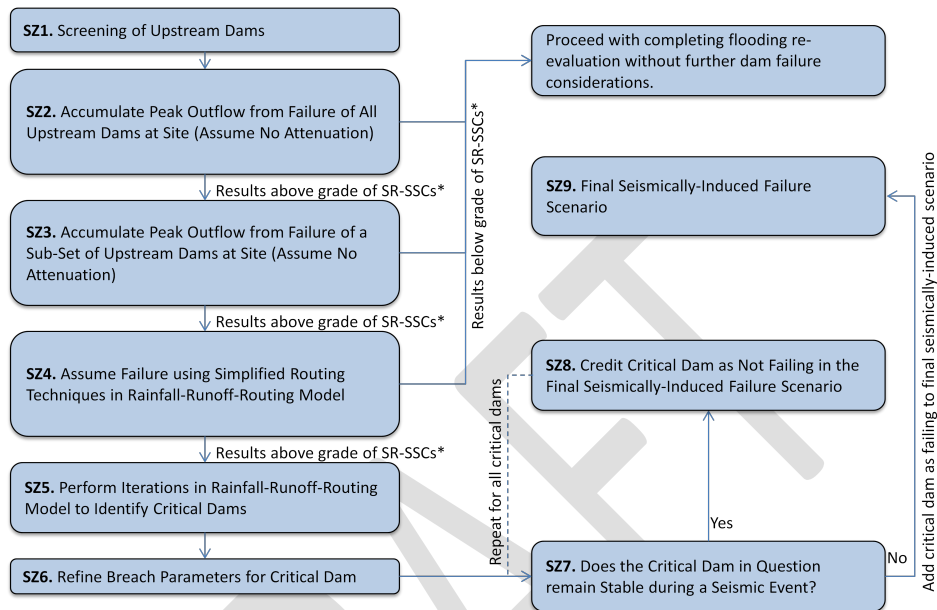 SZ1. Screening of Upstream Dams
SZ2. Accumulate Peak Outflow from Failure of All
Upstream Dams at Site (Assume No Attenuation)
Results above grade of SR-SSCs*
SZ3. Accumulate Peak Outflow from Failure of a
Sub-Set of Upstream Dams at Site (Assume No
Attenuation)
Results above grade of SR-SSCs*
SZ4. Assume Failure using Simplified Routing
Techniques in Rainfall-Runoff-Routing Model
Results above grade of SR-SSCs*
SZ5. Perform Iterations in Rainfall-Runoff-Routing
Model to Identify Critical Dams
SZ6. Refine Breach Parameters for Critical Dam
Results below grade of SR-SSCs*
Proceed with completing flooding re-
evaluation without further dam failure
considerations.
SZ9. Final Seismically-Induced Failure
Scenario
SZ8. Credit Critical Dam as Not Failing in the
Final Seismically-Induced Failure Scenario
Repeat for all critical dams
Yes
SZ7. Does the Critical Dam in Question
remain Stable during a Seismic Event?
No
Add critical dam as failing to final seismically-induced scenario
DRAFT